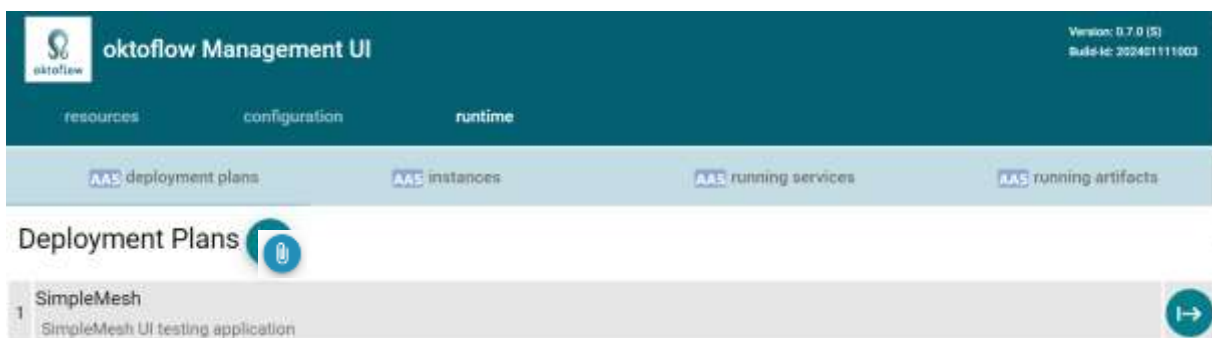 oktoflow Management UI
Version: 0.7.0 (S)
Build-Id: 202401111003
oktoflow
resources configuration runtime
AAS deployment plans AAS instances AAS running services AAS running artifacts
Deployment Plans
SimpleMesh
1
SimpleMesh UI testing application